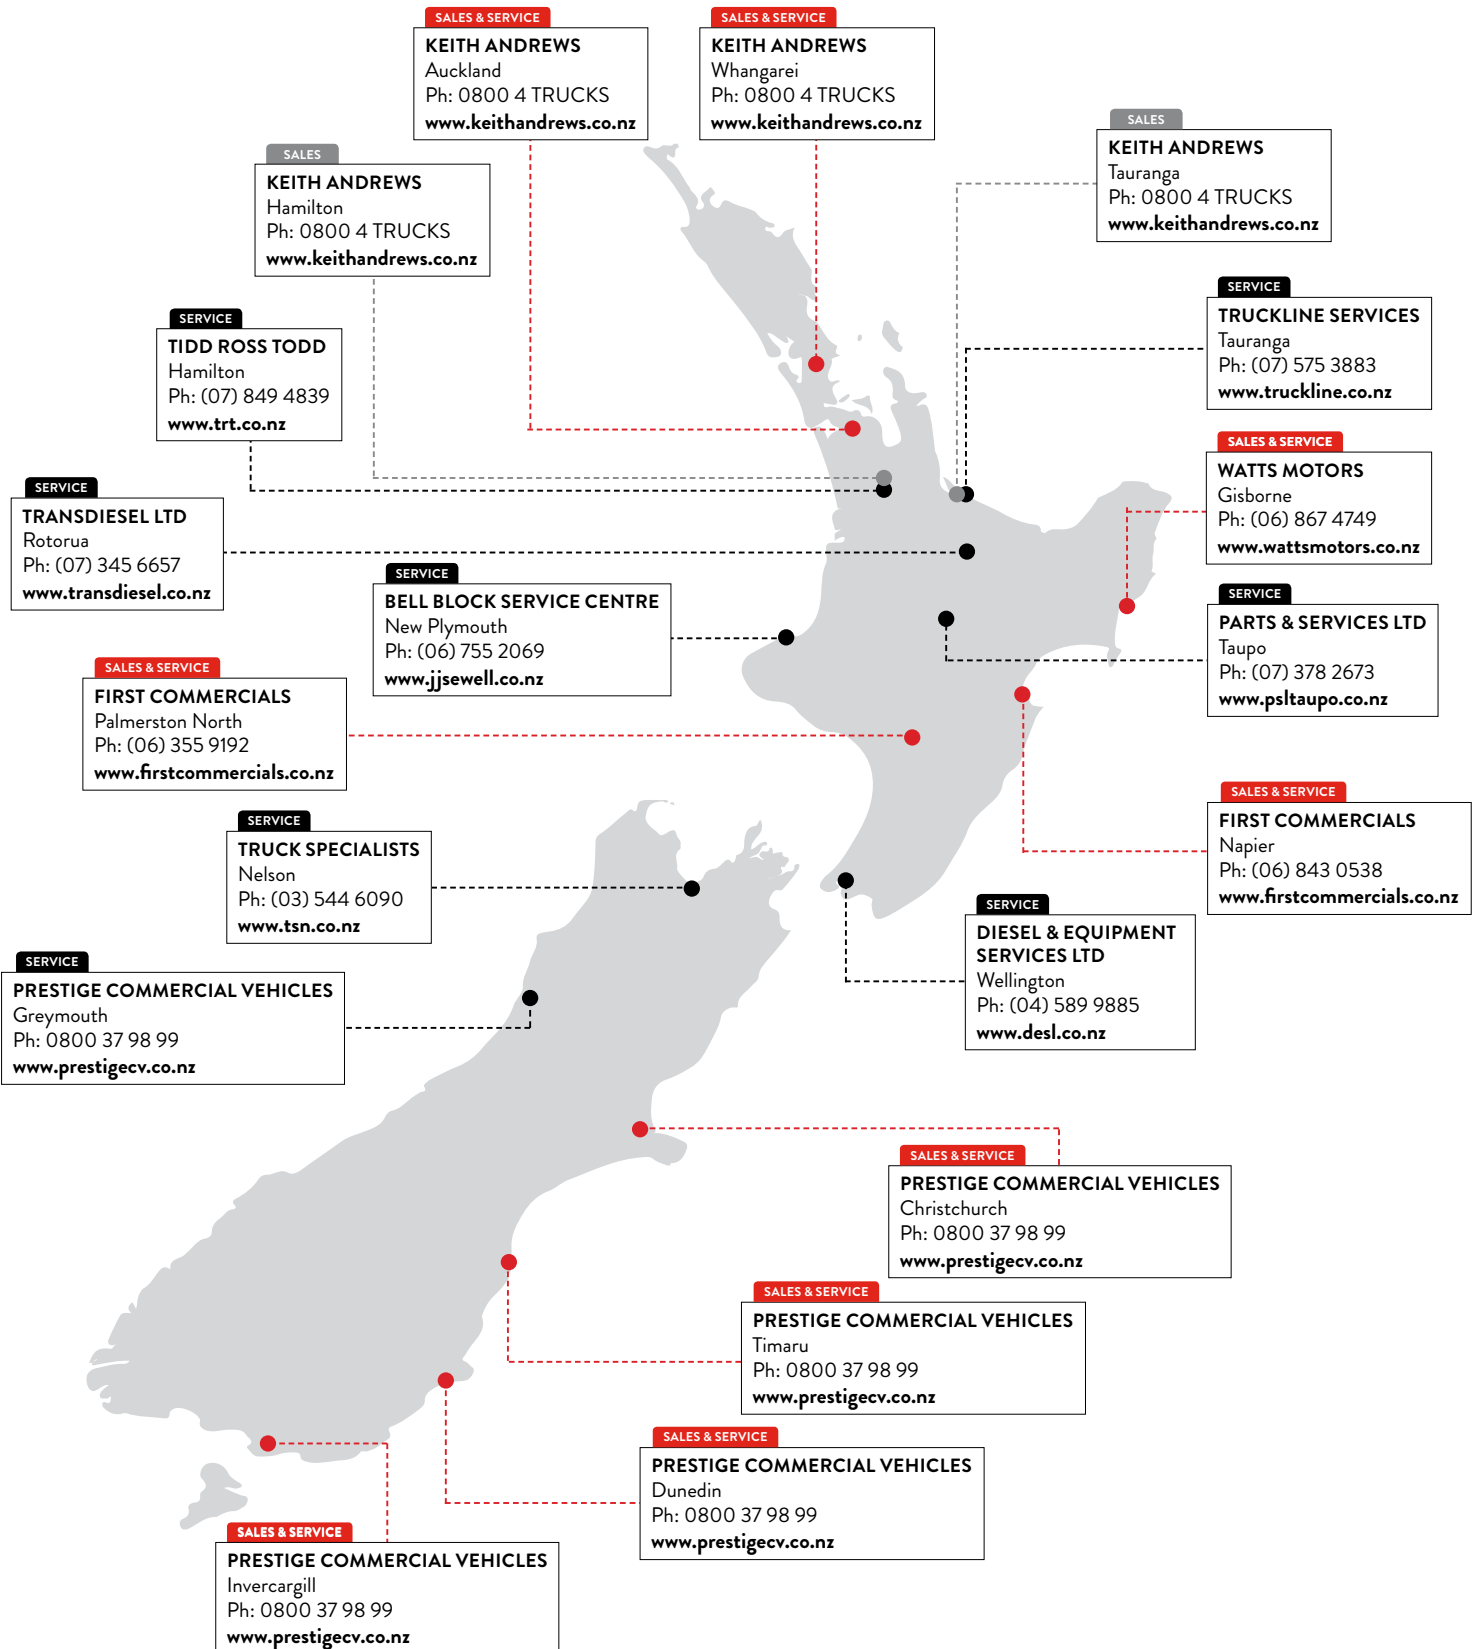 SALES & SERVICE
KEITH ANDREWS
Auckland
Ph: 0800 4 TRUCKS
www.keithandrews.co.nz
SALES & SERVICE
KEITH ANDREWS
Whangarei
Ph: 0800 4 TRUCKS
www.keithandrews.co.nz
SALES
KEITH ANDREWS
Tauranga
Ph: 0800 4 TRUCKS
www.keithandrews.co.nz
SALES
KEITH ANDREWS
Hamilton
Ph: 0800 4 TRUCKS
www.keithandrews.co.nz
SERVICE
TRUCKLINE SERVICES
Tauranga
Ph: (07) 575 3883
www.truckline.co.nz
SERVICE
TIDD ROSS TODD
Hamilton
Ph: (07) 849 4839
www.trt.co.nz
SALES & SERVICE
WATTS MOTORS
Gisborne
Ph: (06) 867 4749
www.wattsmotors.co.nz
SERVICE
TRANSDIESEL LTD
Rotorua
Ph: (07) 345 6657
www.transdiesel.co.nz
SERVICE
BELL BLOCK SERVICE CENTRE
New Plymouth
Ph: (06) 755 2069
www.jjsewell.co.nz
SERVICE
PARTS & SERVICES LTD
Taupo
Ph: (07) 378 2673
www.psltaupo.co.nz
SALES & SERVICE
FIRST COMMERCIALS
Palmerston North
Ph: (06) 355 9192
www.firstcommercials.co.nz
SALES & SERVICE
FIRST COMMERCIALS
Napier
Ph: (06) 843 0538
www.firstcommercials.co.nz
SERVICE
TRUCK SPECIALISTS
Nelson
Ph: (03) 544 6090
www.tsn.co.nz
SERVICE
DIESEL & EQUIPMENT
SERVICES LTD
Wellington
Ph: (04) 589 9885
www.desl.co.nz
SERVICE
PRESTIGE COMMERCIAL VEHICLES
Greymouth
Ph: 0800 37 98 99
www.prestigecv.co.nz
SALES & SERVICE
PRESTIGE COMMERCIAL VEHICLES
Christchurch
Ph: 0800 37 98 99
www.prestigecv.co.nz
SALES & SERVICE
PRESTIGE COMMERCIAL VEHICLES
Timaru
Ph: 0800 37 98 99
www.prestigecv.co.nz
SALES & SERVICE
PRESTIGE COMMERCIAL VEHICLES
Dunedin
Ph: 0800 37 98 99
www.prestigecv.co.nz
SALES & SERVICE
PRESTIGE COMMERCIAL VEHICLES
Invercargill
Ph: 0800 37 98 99
www.prestigecv.co.nz